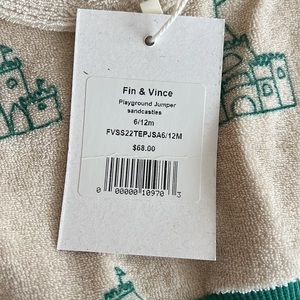 Fin & Vince
Playground Jumper
sandcastles
6/12m
FVSS22TEPJSA6/12M
$68.00
0 00000 10970 3